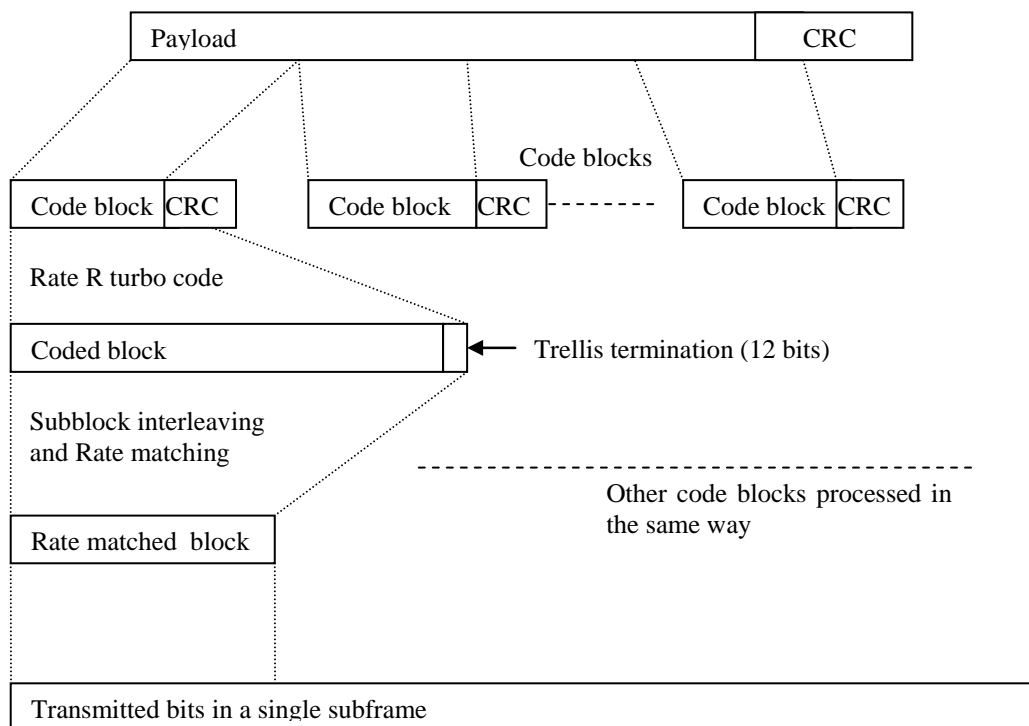 Payload CRC
Code blocks
Code block CRC Code block CRC Code block CRC
Rate R turbo code
Coded block
Trellis termination (12 bits)
Subblock interleaving
and Rate matching
Other code blocks processed in
the same way
Rate matched block
Transmitted bits in a single subframe